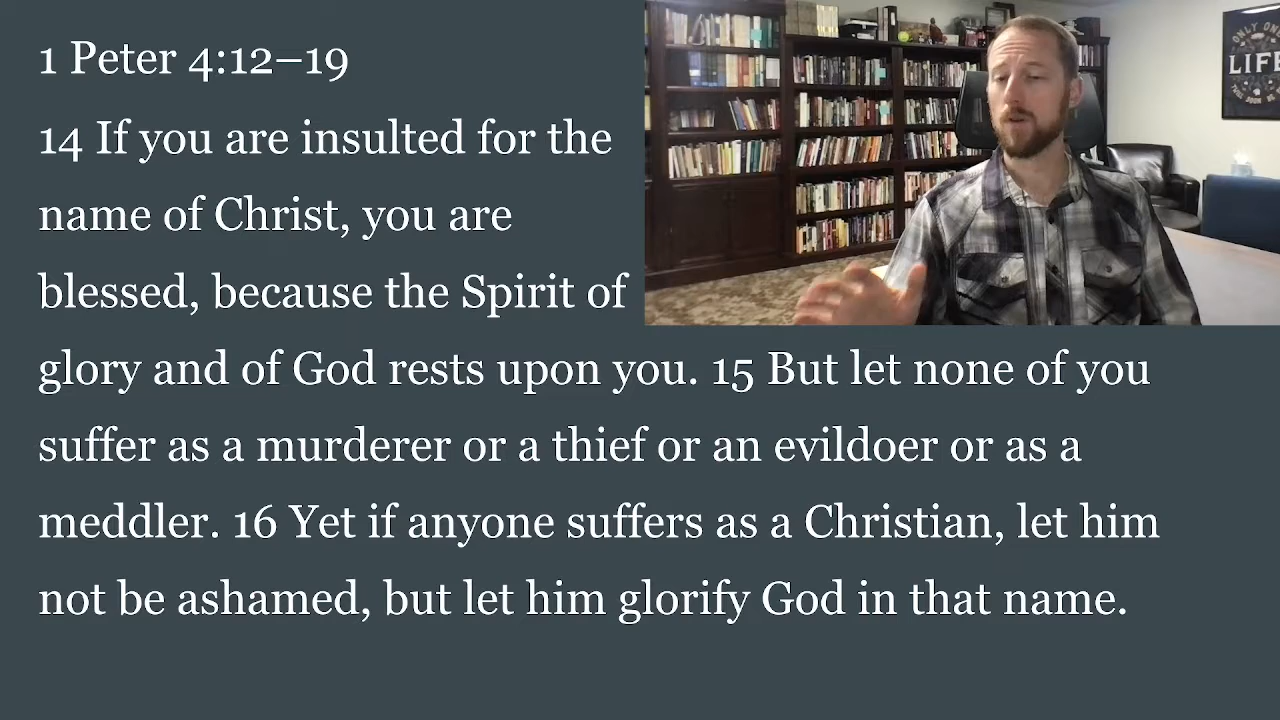 1 Peter 4:12–19
14 If you are insulted for the
name of Christ, you are
blessed, because the Spirit of
glory and of God rests upon you. 15 But let none of you
suffer as a murderer or a thief or an evildoer or as a
meddler. 16 Yet if anyone suffers as a Christian, let him
not be ashamed, but let him glorify God in that name.
ONLY ON
LIFE